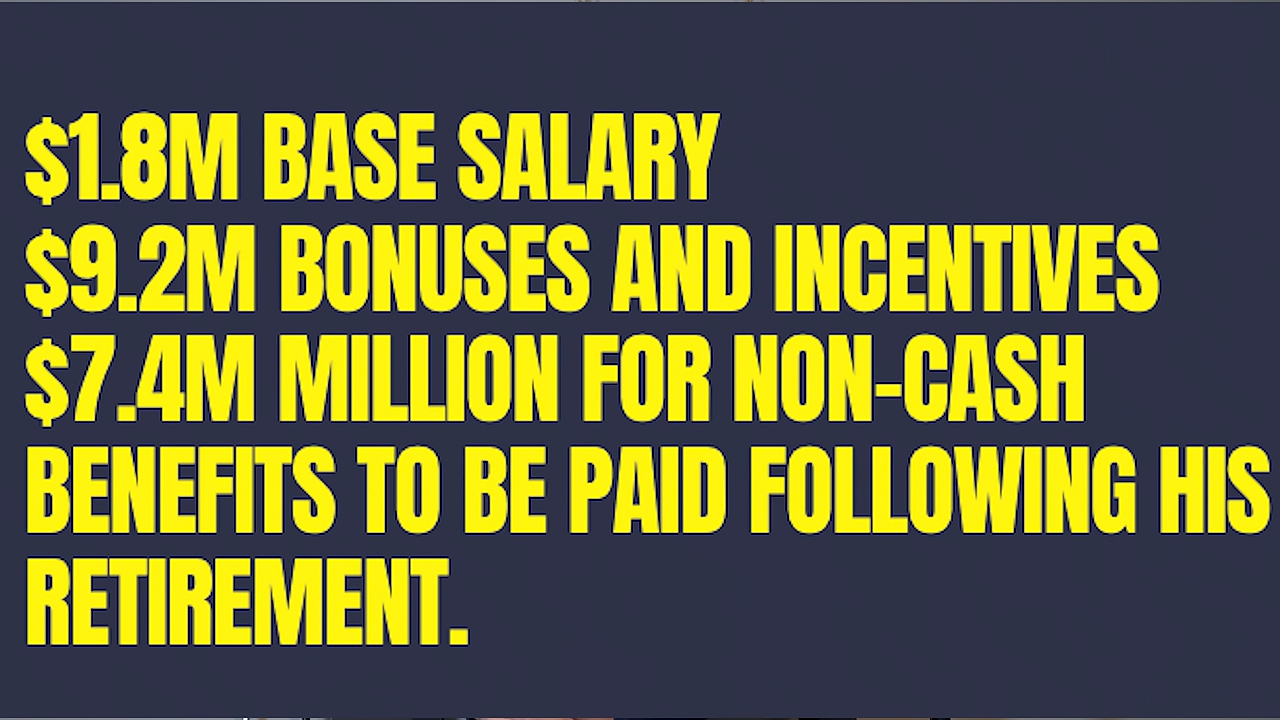 $1.8M BASE SALARY
$9.2M BONUSES AND INCENTIVES
$7.4M MILLION FOR NON-CASH
BENEFITS TO BE PAID FOLLOWING HIS
RETIREMENT.